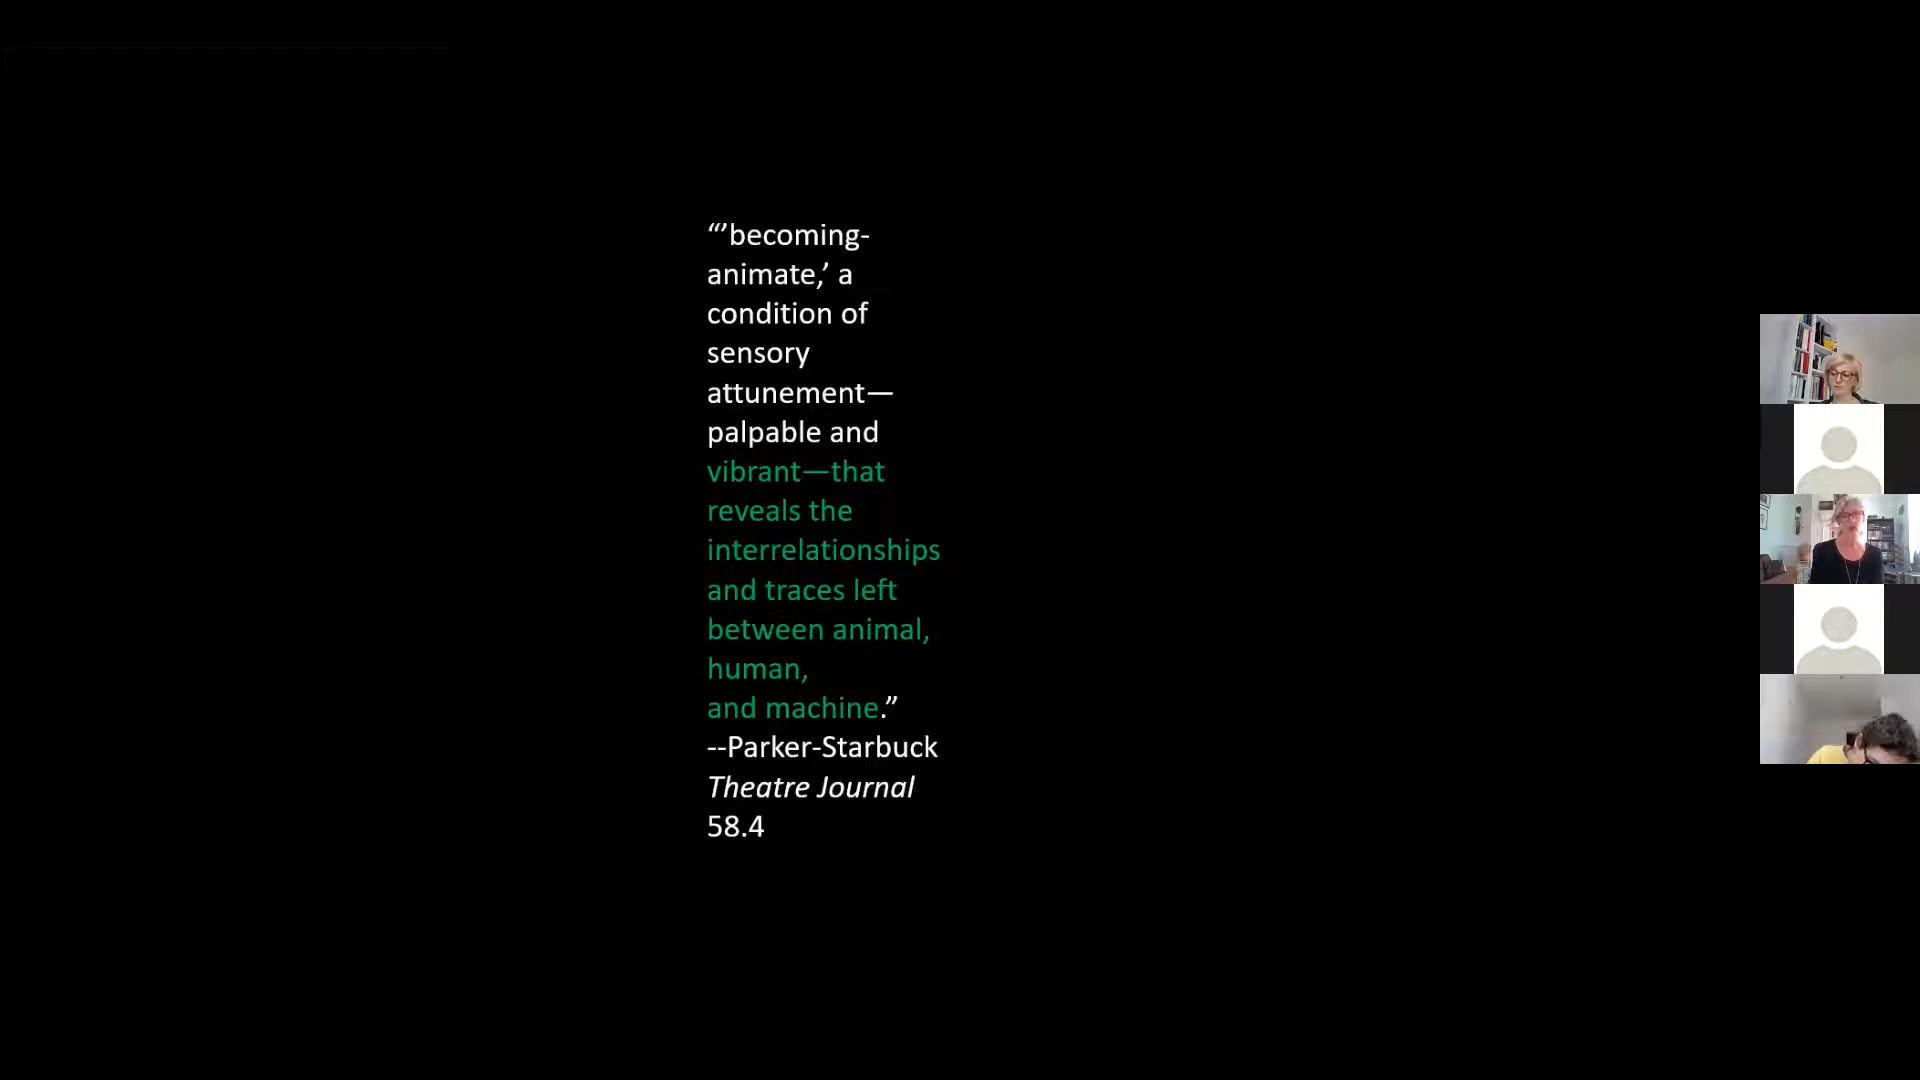 “’becoming-
animate,’ a
condition of
sensory
attunement—
palpable and
vibrant—that
reveals the
interrelationships
and traces left
between animal,
human,
and machine.”
--Parker-Starbuck
Theatre Journal
58.4